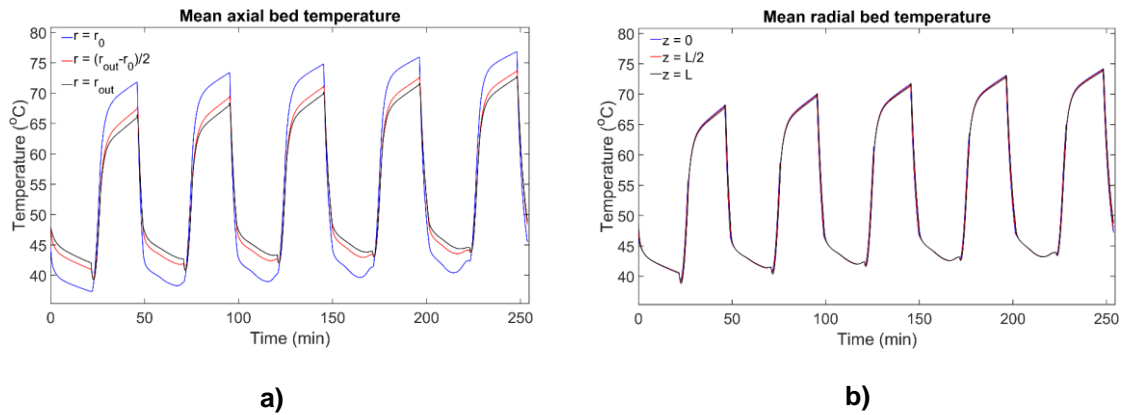 Mean axial bed temperature
80
75
70
65
60
55
50
45
40
Temperature (°C)
r = r0
r = (rout-r0)/2
r = rout
0
50
100
150
200
250
Time (min)
a)
Mean radial bed temperature
80
75
70
65
60
55
50
45
40
Temperature (°C)
z = 0
z = L/2
z = L
0
50
100
150
200
250
Time (min)
b)